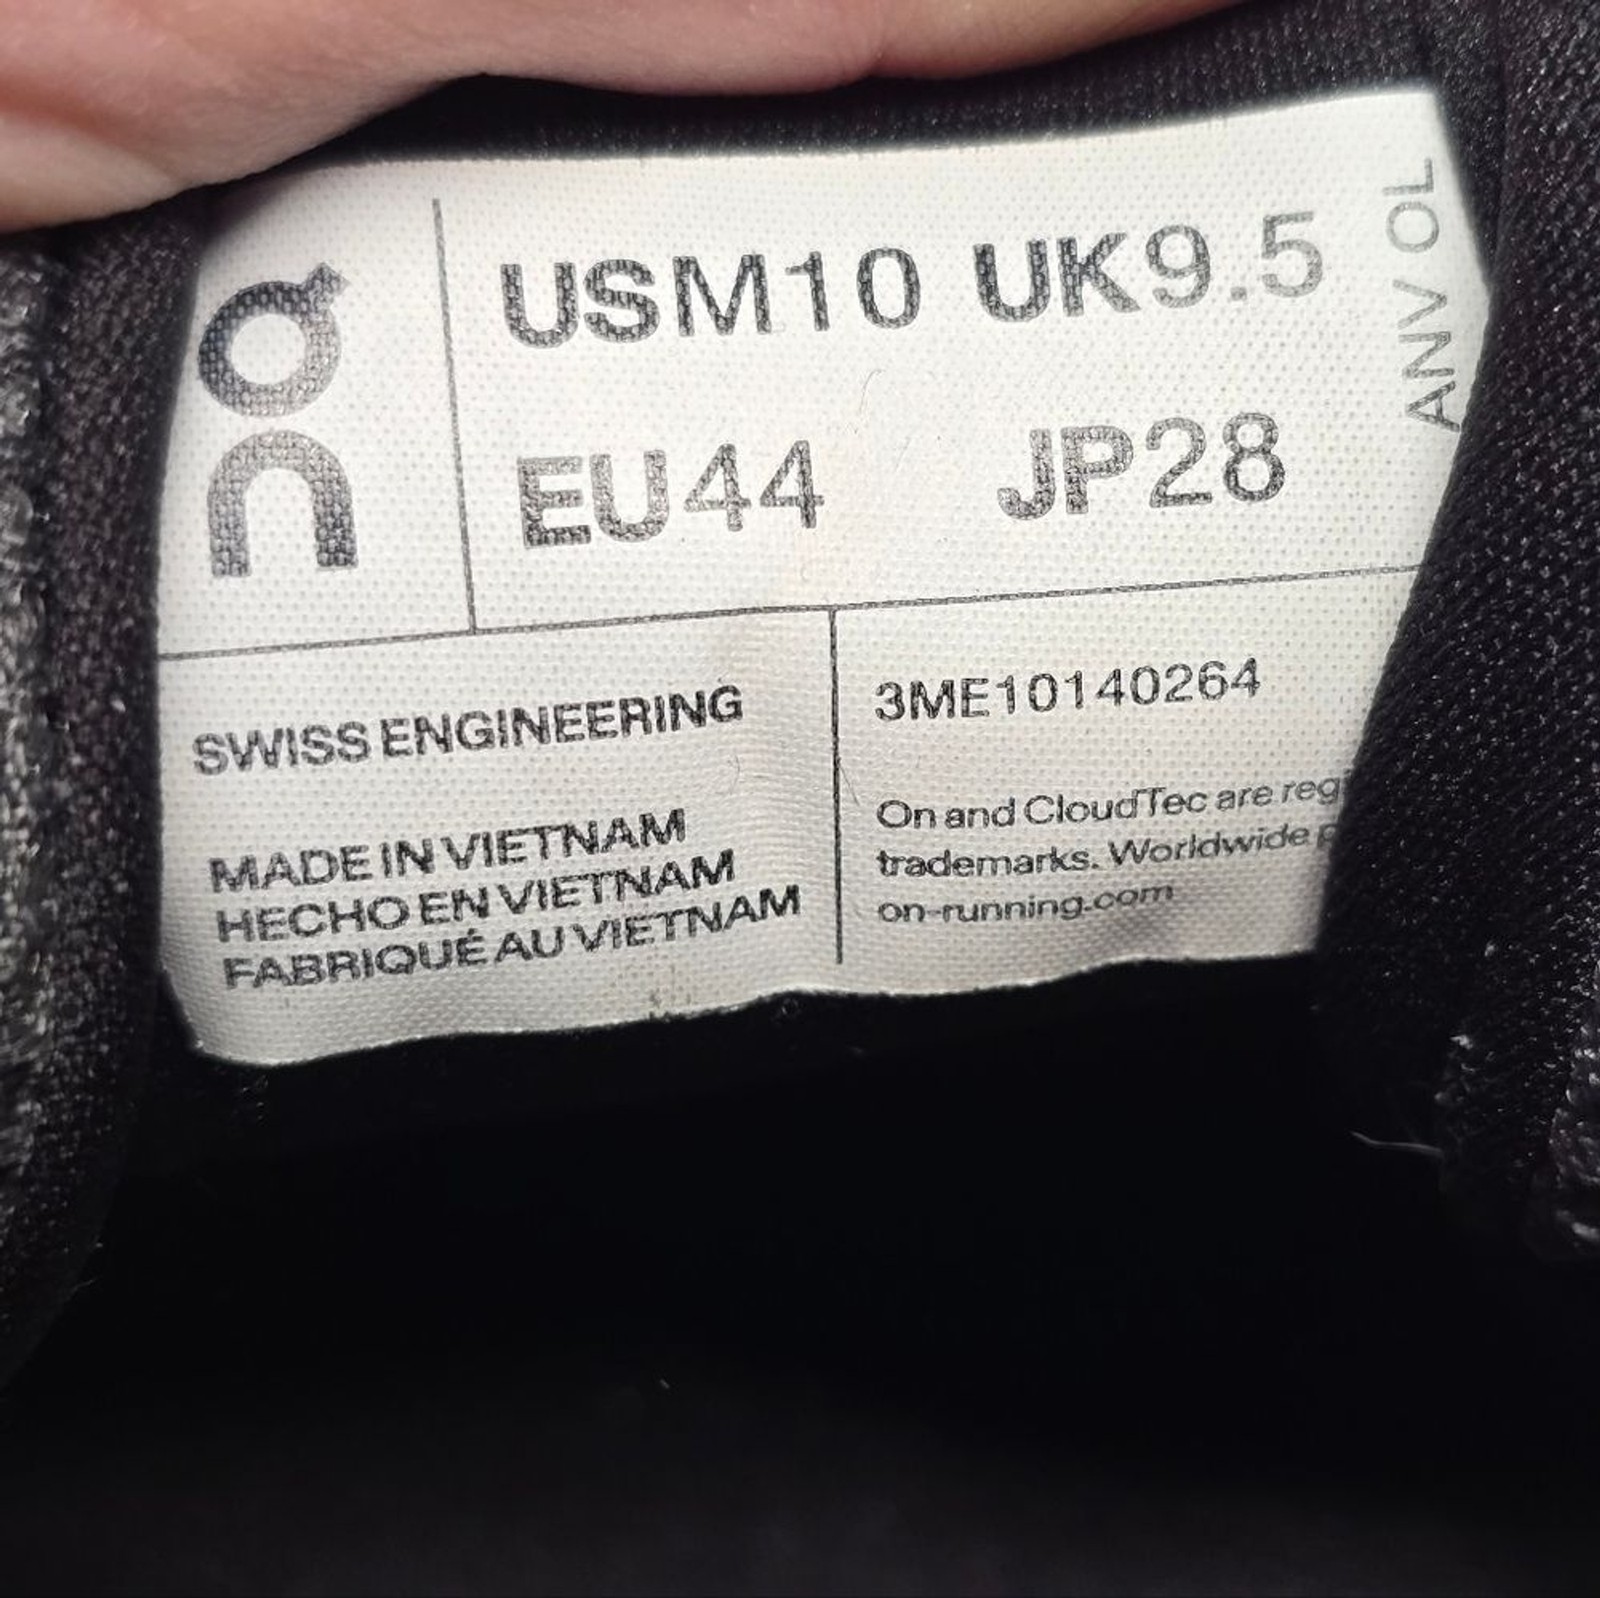 On
USM10 UK9.5
EU44 JP28
ANV OL
SWISS ENGINEERING
MADE IN VIETNAM
HECHO EN VIETNAM
FABRIQUÉ AU VIETNAM
3ME10140264
On and CloudTec are
trademarks. Worldwide
on-running.com